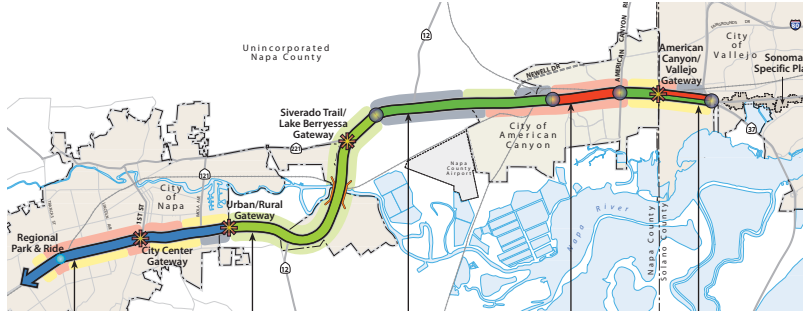 Unincorporated
Napa County
12
NEWELL DR
AMERICAN CANYON RD
American
Canyon/
Vallejo
Gateway
City
of
Vallejo
80
Sonoma
Specific Pla
Siverado Trail/
Lake Berryessa
Gateway
221
City of
American
Canyon
37
Napa
County
Airport
121
City
of
Napa
1ST ST
Urban/Rural
Gateway
Regional
Park & Ride
City Center
Gateway
12
Napa River
Napa County
Solano County